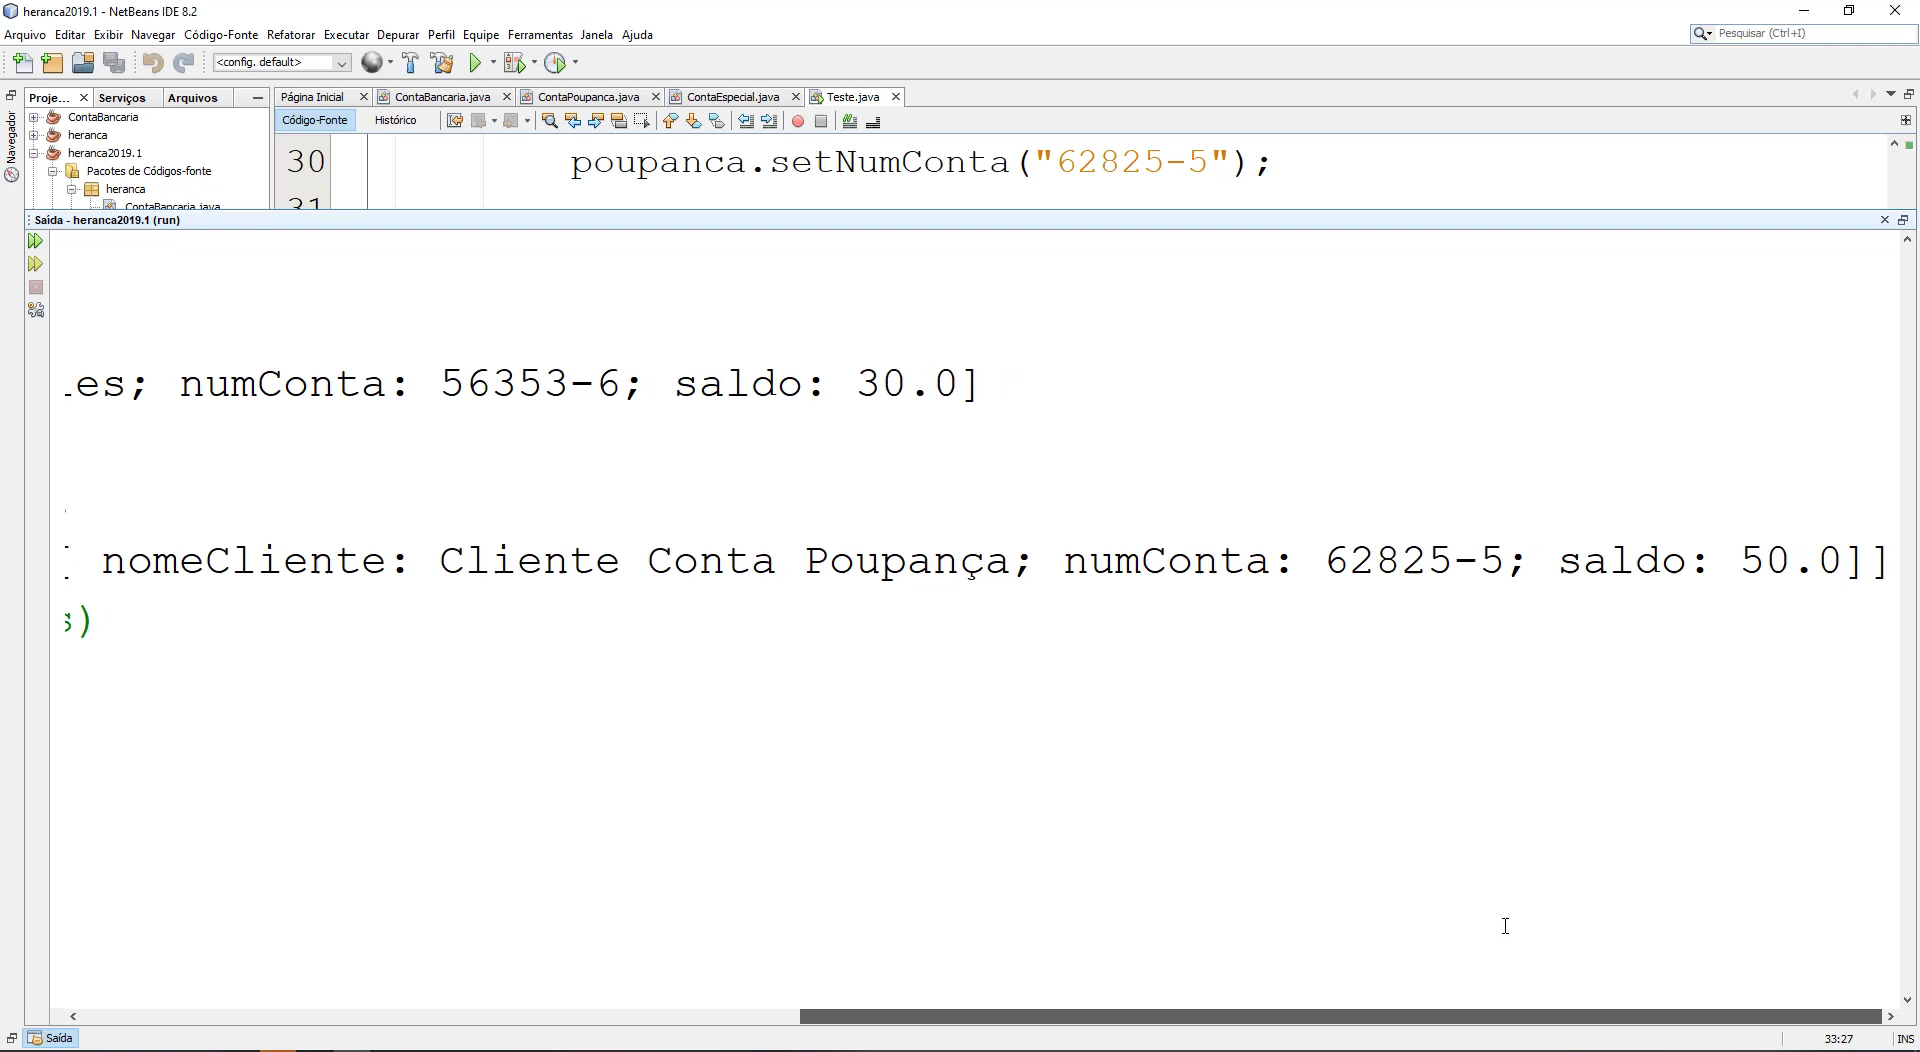 heranca2019.1 - NetBeans IDE 8.2
Arquivo Editar Exibir Navegar Código-Fonte Refatorar Executar Depurar Perfil Equipe Ferramentas Janela Ajuda
Pesquisar (Ctrl+I)
<config. default>
Proje... Serviços Arquivos
Página Inicial ContaBancaria.java ContaPoupanca.java ContaEspecial.java Teste.java
Navegador
ContaBancaria
heranca
heranca2019.1
Pacotes de Códigos-fonte
heranca
ContaBancaria.java
Código-Fonte Histórico
30 poupanca.setNumConta("62825-5");
31
Saída - heranca2019.1 (run)
es; numConta: 56353-6; saldo: 30.0]
nomeCliente: Cliente Conta Poupança; numConta: 62825-5; saldo: 50.0]]
s)
Saída
33:27 INS